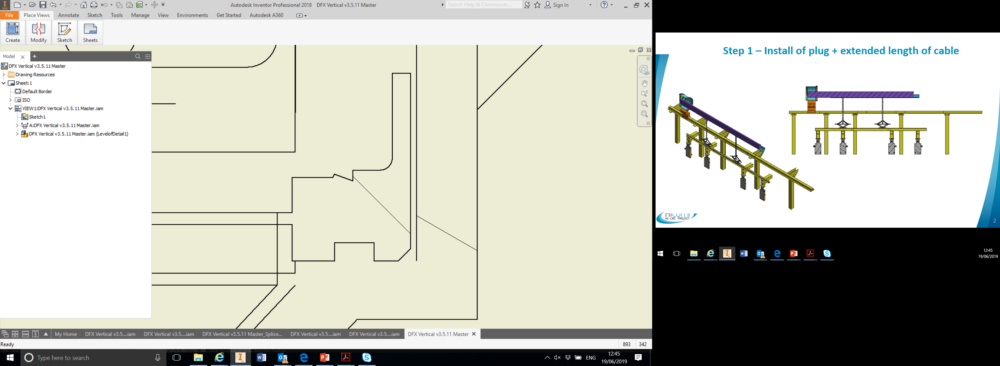 Autodesk Inventor Professional 2018 DFX Vertical v3.5.11 Master
Search Help & Commands...
Sign In
PRO
File Place Views Annotate Sketch Tools Manage View Environments Get Started Autodesk A360
Create Modify Sketch Sheets
Model
DFX Vertical v3.5.11 Master
Drawing Resources
Sheet:1
Default Border
ISO
VIEW1:DFX Vertical v3.5.11 Master.iam
Sketch1
A:DFX Vertical v3.5.11 Master.iam
DFX Vertical v3.5.11 Master.iam (LevelofDetail1)
2D
My Home DFX Vertical v3.5....iam DFX Vertical v3.5....iam DFX Vertical v3.5.11 Master_Splice... DFX Vertical v3.5....iam DFX Vertical v3.5....iam DFX Vertical v3.5.11 Master
Ready
893 342
Type here to search
ENG
12:45
19/06/2019
Step 1 – Install of plug + extended length of cable
HL-LHC PROJECT
2
12:45
19/06/2019